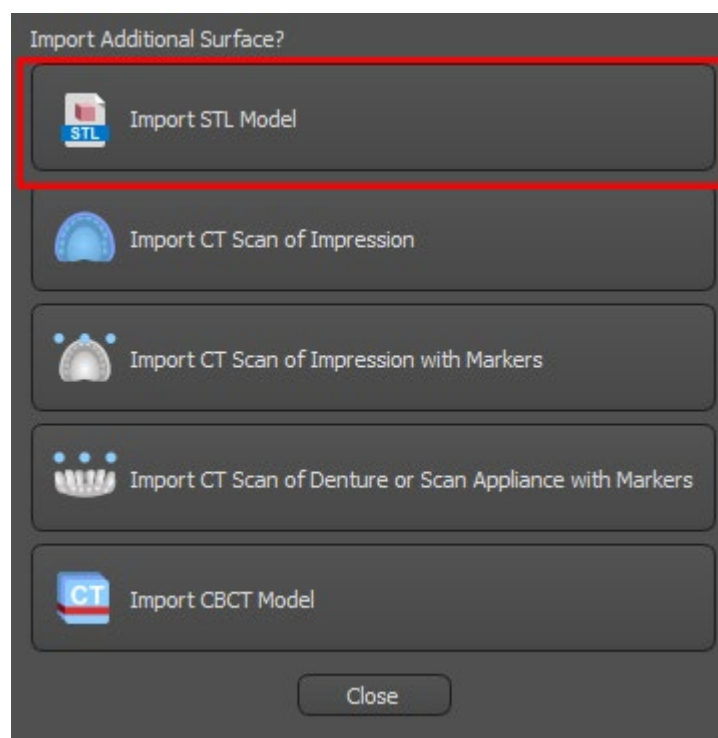 Import Additional Surface?
STL
Import STL Model
Import CT Scan of Impression
Import CT Scan of Impression with Markers
Import CT Scan of Denture or Scan Appliance with Markers
CT
Import CBCT Model
Close